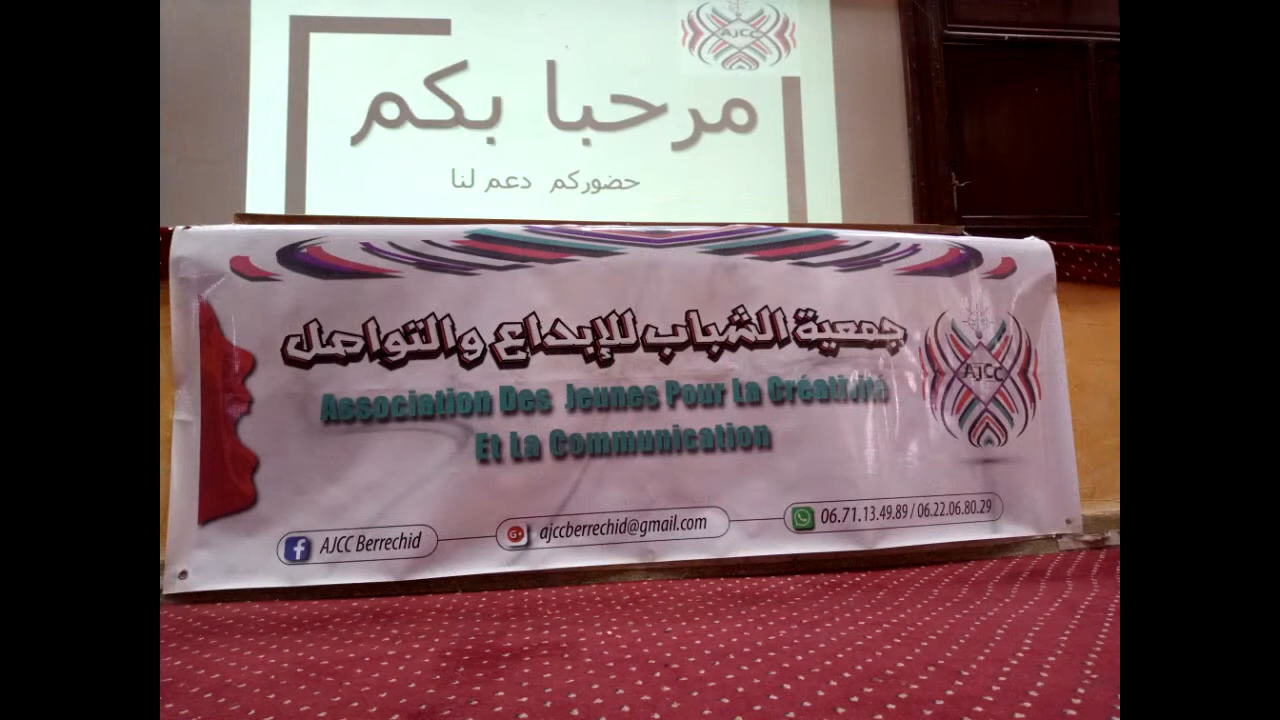 AJCC
مرحبا بكم
حضوركم دعم لنا
جمعية الشباب للإبداع والتواصل
Association Des Jeunes Pour La Créativité
Et La Communication
AJCC
AJCC Berrechid
ajccberrechid@gmail.com
06.71.13.49.89 / 06.22.06.80.29